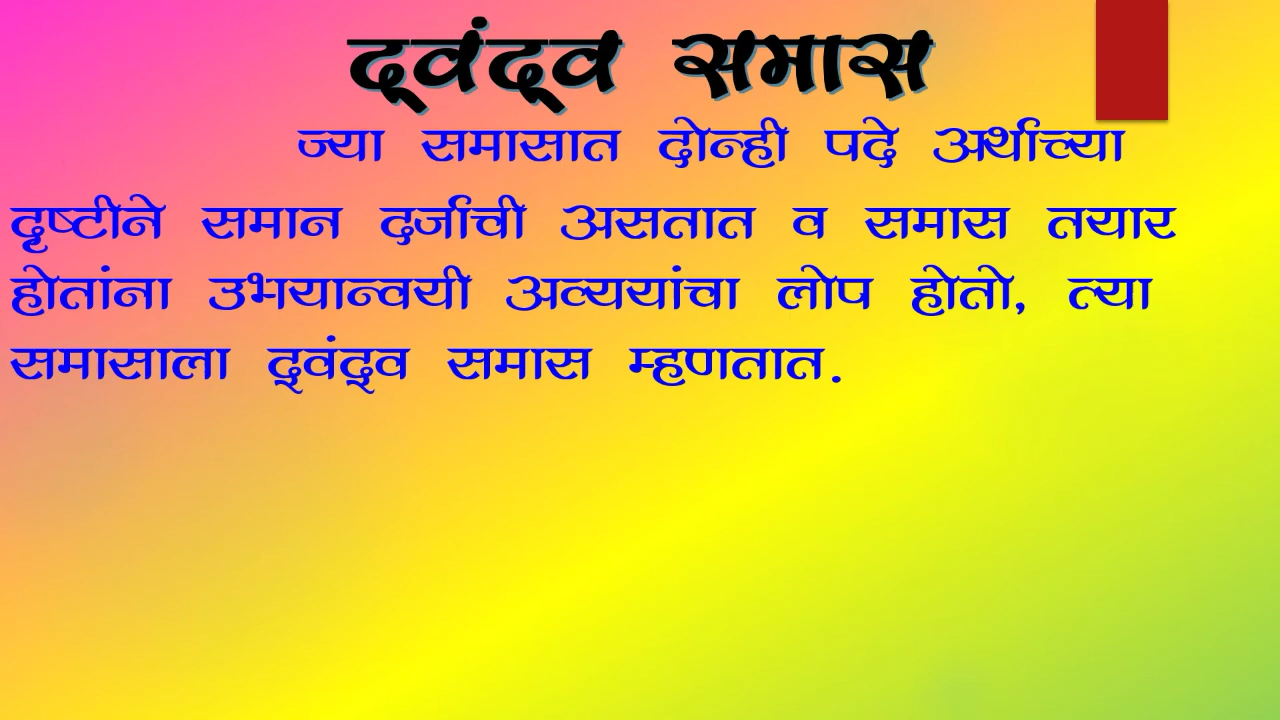 द्वंद्व समास
ज्या समासात दोन्ही पदे अर्थाच्या
दृष्टीने समान दर्जाची असतात व समास तयार
होतांना उभयान्वयी अव्ययांचा लोप होतो, त्या
समासाला द्वंद्व समास म्हणतात.